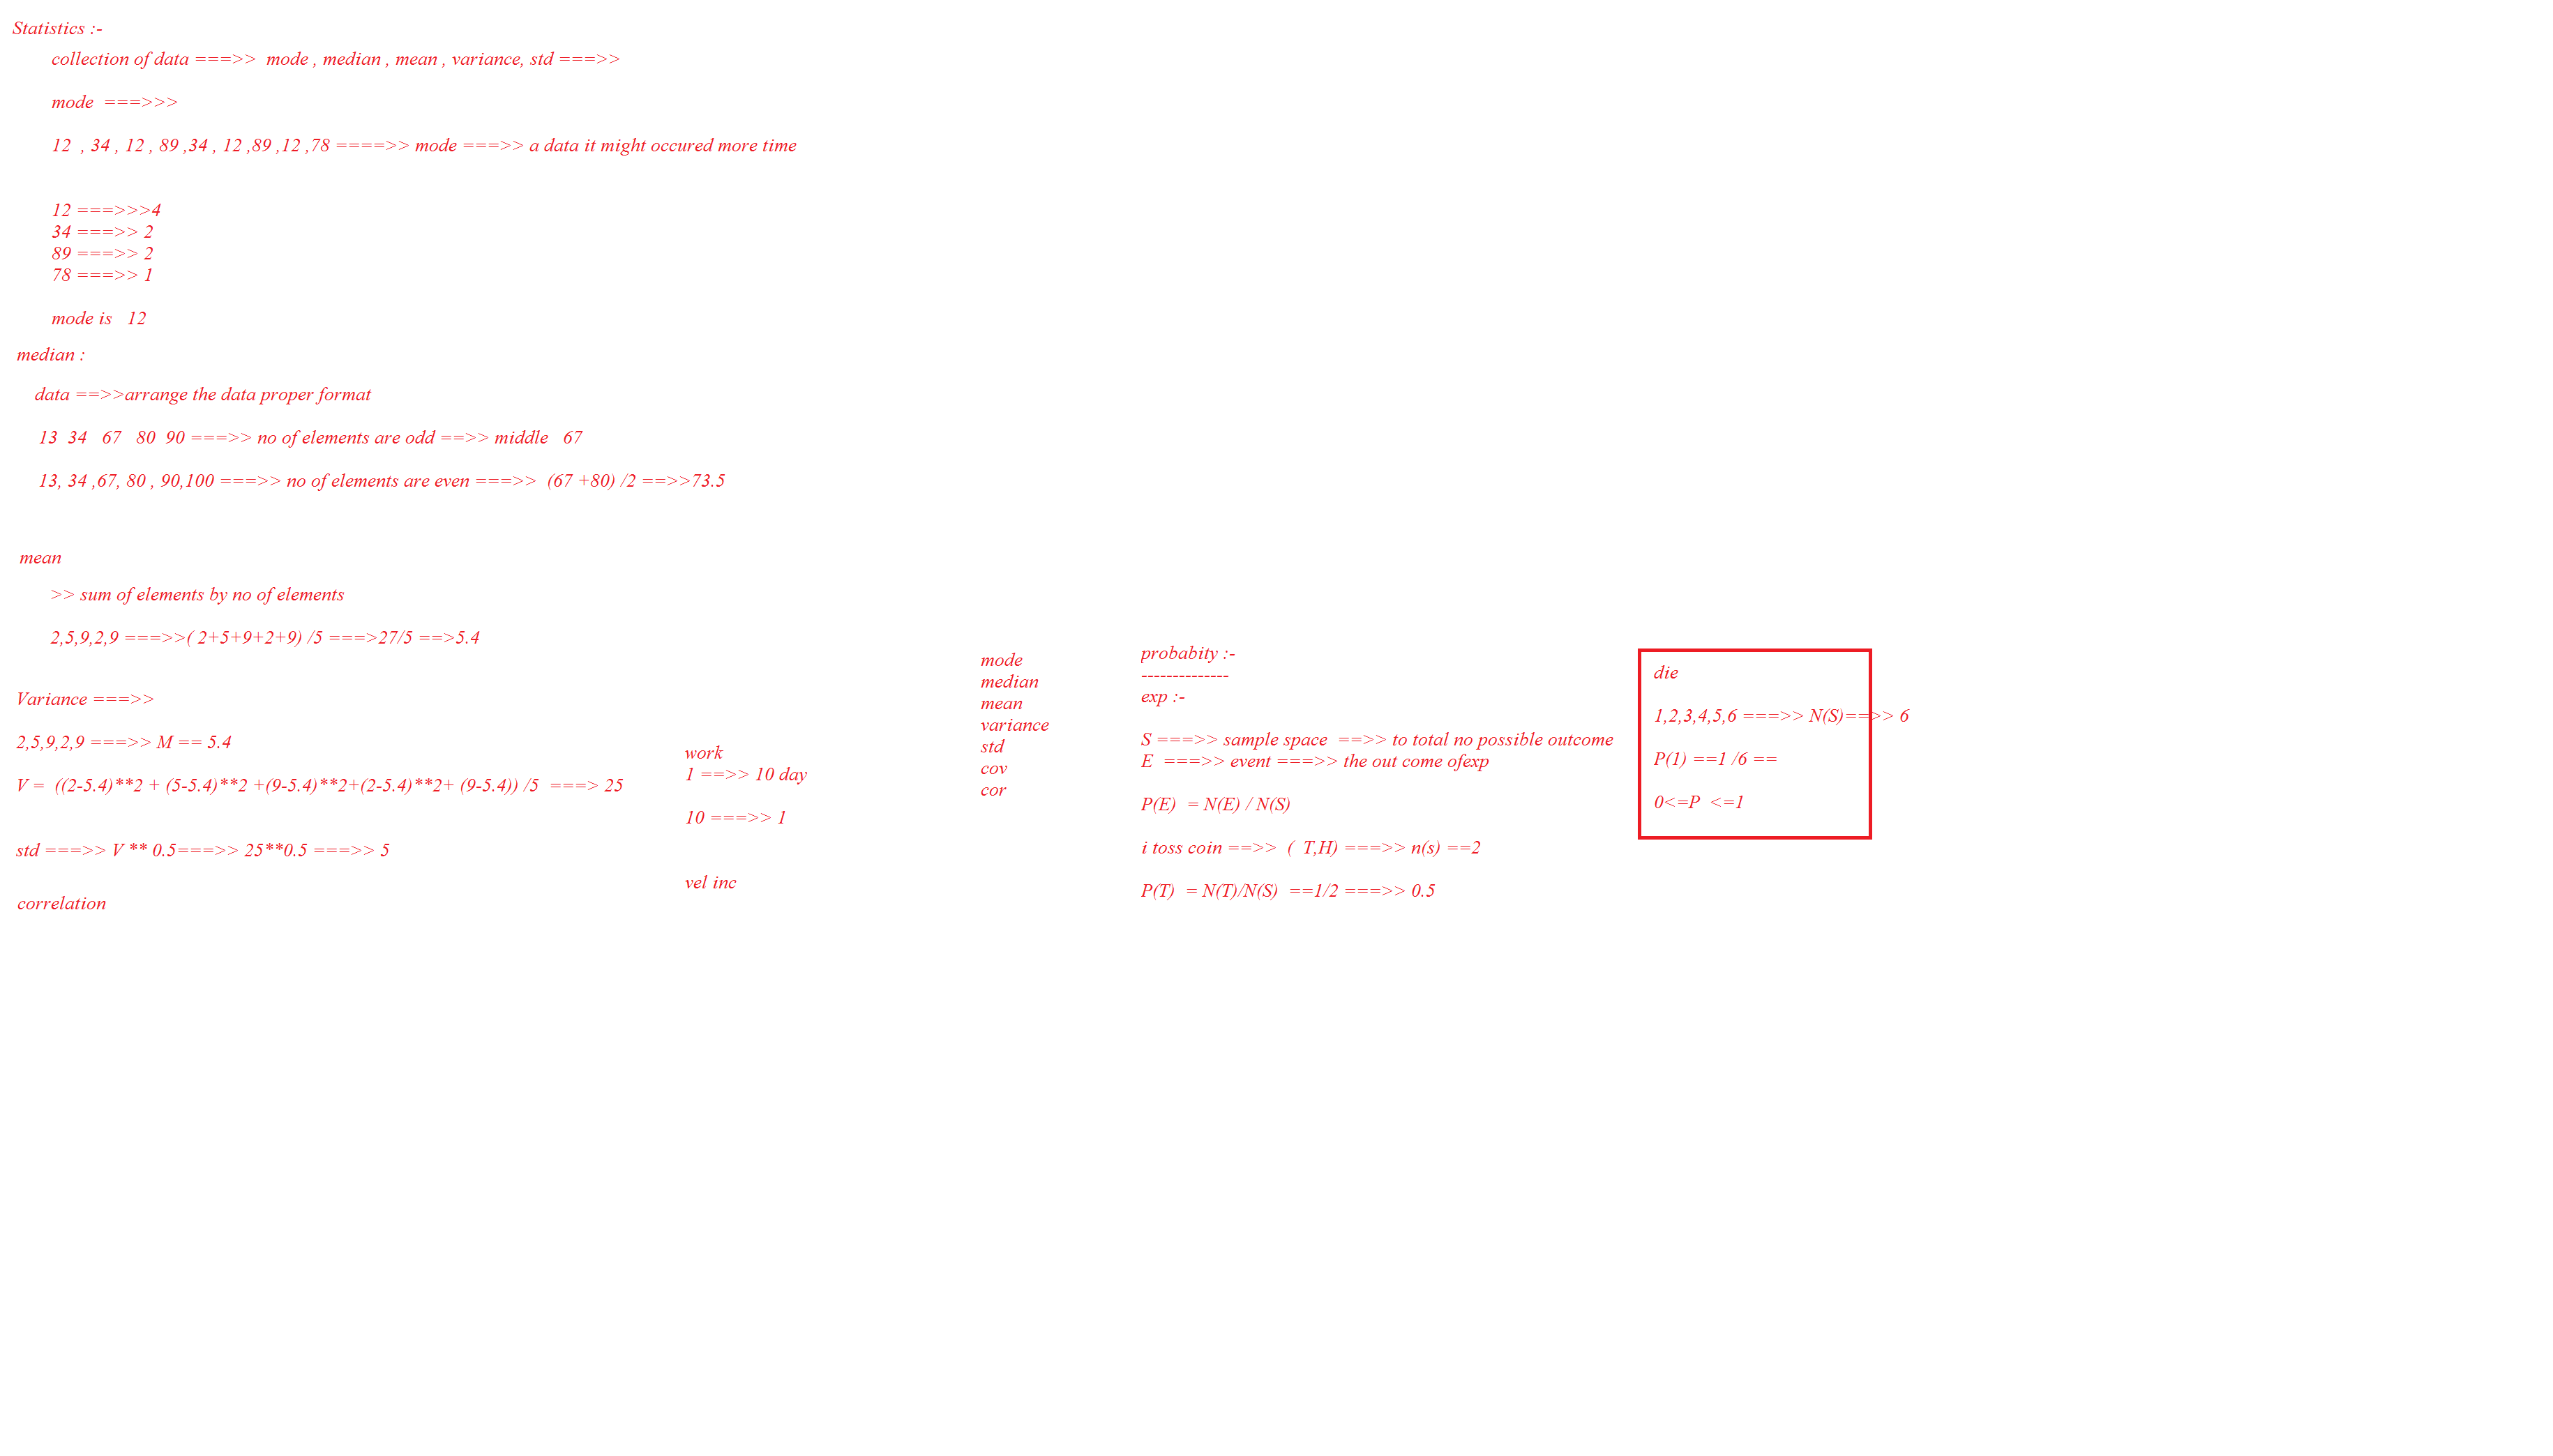 Statistics :-
collection of data ===>> mode , median , mean , variance, std ===>>
mode ===>>>
12 , 34 , 12 , 89 ,34 , 12 ,89 ,12 ,78 ====>> mode ===>> a data it might occured more time
12 ===>>>4
34 ===>> 2
89 ===>> 2
78 ===>> 1
mode is 12
median :
data ==>>arrange the data proper format
13 34 67 80 90 ===>> no of elements are odd ==>> middle 67
13, 34 ,67, 80 , 90,100 ===>> no of elements are even ===>> (67 +80) /2 ==>>73.5
mean
>> sum of elements by no of elements
2,5,9,2,9 ===>>( 2+5+9+2+9) /5 ===>27/5 ==>5.4
Variance ===>>
2,5,9,2,9 ===>> M == 5.4
V = ((2-5.4)**2 + (5-5.4)**2 +(9-5.4)**2+(2-5.4)**2+ (9-5.4)) /5 ===> 25
std ===>> V ** 0.5===>> 25**0.5 ===>> 5
correlation
work
1 ==>> 10 day
10 ===>> 1
vel inc
mode
median
mean
variance
std
cov
cor
probabity :-
--------------
exp :-
S ===>> sample space ==>> to total no possible outcome
E ===>> event ===>> the out come ofexp
P(E) = N(E) / N(S)
i toss coin ==>> ( T,H) ===>> n(s) ==2
P(T) = N(T)/N(S) ==1/2 ===>> 0.5
die
1,2,3,4,5,6 ===>> N(S)==>> 6
P(1) ==1 /6 ==
0<=P <=1